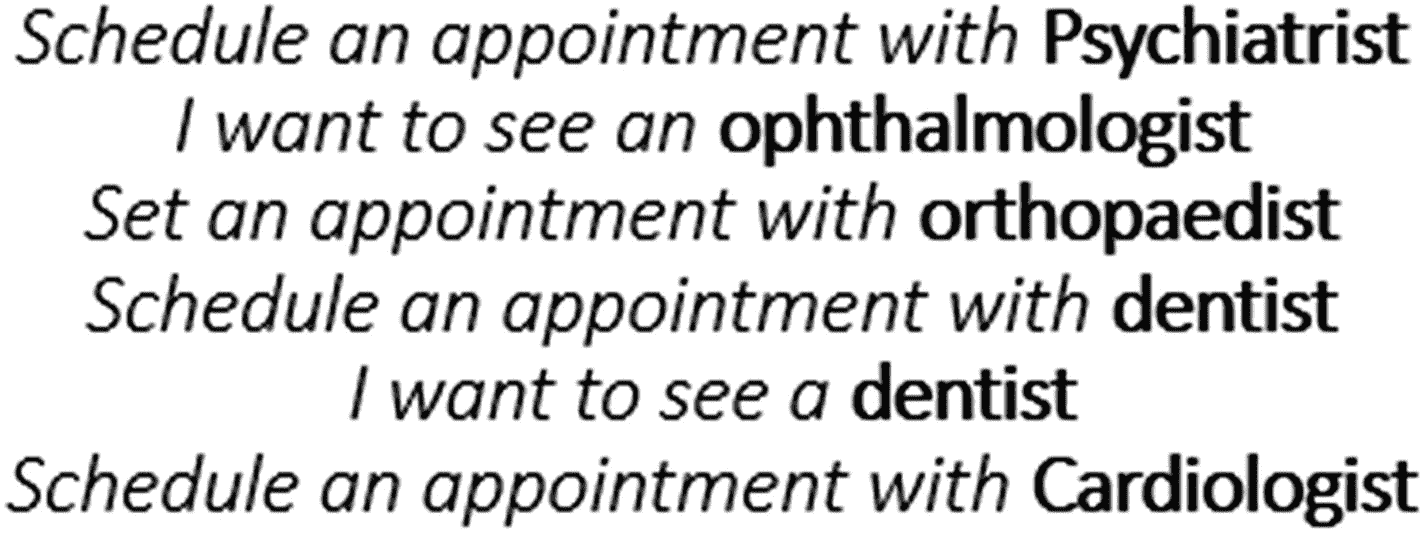 Schedule an appointment with Psychiatrist
I want to see an ophthalmologist
Set an appointment with orthopaedist
Schedule an appointment with dentist
I want to see a dentist
Schedule an appointment with Cardiologist